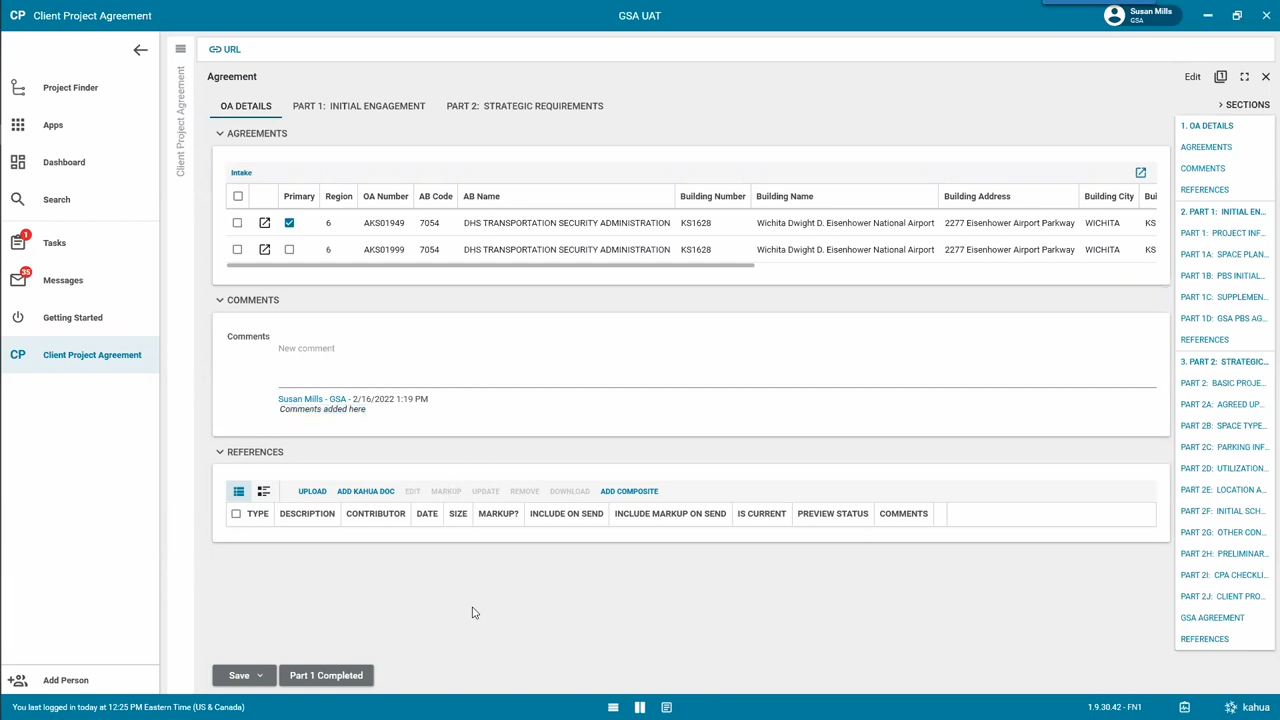 CP Client Project Agreement
GSA UAT
Susan Mills
GSA
Project Finder
Apps
Dashboard
Search
1
Tasks
35
Messages
Getting Started
CP Client Project Agreement
Add Person
Client Project Agreement
URL
Agreement
Edit
1
OA DETAILS PART 1: INITIAL ENGAGEMENT PART 2: STRATEGIC REQUIREMENTS
AGREEMENTS
Intake
Primary Region OA Number AB Code AB Name Building Number Building Name Building Address Building City Bui
6 AKS01949 7054 DHS TRANSPORTATION SECURITY ADMINISTRATION KS1628 Wichita Dwight D. Eisenhower National Airport 2277 Eisenhower Airport Parkway WICHITA KS
6 AKS01999 7054 DHS TRANSPORTATION SECURITY ADMINISTRATION KS1628 Wichita Dwight D. Eisenhower National Airport 2277 Eisenhower Airport Parkway WICHITA KS
COMMENTS
Comments
New comment
Susan Mills - GSA - 2/16/2022 1:19 PM
Comments added here
REFERENCES
UPLOAD ADD KAHUA DOC EDIT MARKUP UPDATE REMOVE DOWNLOAD ADD COMPOSITE
TYPE DESCRIPTION CONTRIBUTOR DATE SIZE MARKUP? INCLUDE ON SEND INCLUDE MARKUP ON SEND IS CURRENT PREVIEW STATUS COMMENTS
Save Part 1 Completed
SECTIONS
1. OA DETAILS
AGREEMENTS
COMMENTS
REFERENCES
2. PART 1: INITIAL EN...
PART 1: PROJECT INF...
PART 1A: SPACE PLAN...
PART 1B: PBS INITIAL...
PART 1C: SUPPLEMEN...
PART 1D: GSA PBS AG...
REFERENCES
3. PART 2: STRATEGIC...
PART 2: BASIC PROJE...
PART 2A: AGREED UP...
PART 2B: SPACE TYPE...
PART 2C: PARKING INF...
PART 2D: UTILIZATION...
PART 2E: LOCATION A...
PART 2F: INITIAL SCH...
PART 2G: OTHER CON...
PART 2H: PRELIMINAR...
PART 2I: CPA CHECKLI...
PART 2J: CLIENT PRO...
GSA AGREEMENT
REFERENCES
You last logged in today at 12:25 PM Eastern Time (US & Canada)
1.9.30.42 - FN1
kahua